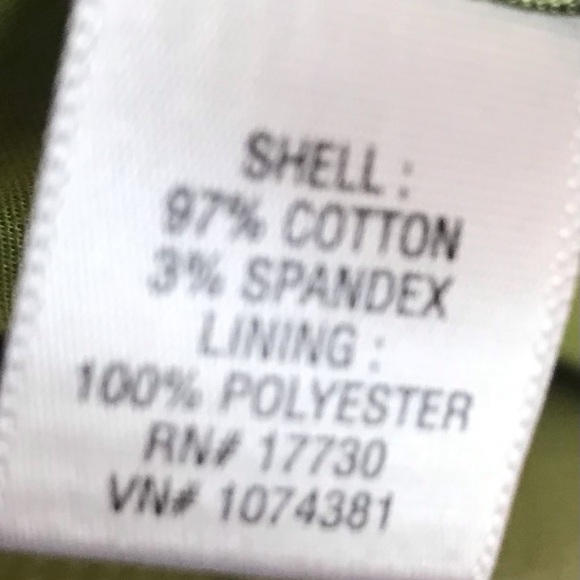 SHELL :
97% COTTON
3% SPANDEX
LINING :
100% POLYESTER
RN# 17730
VN# 1074381